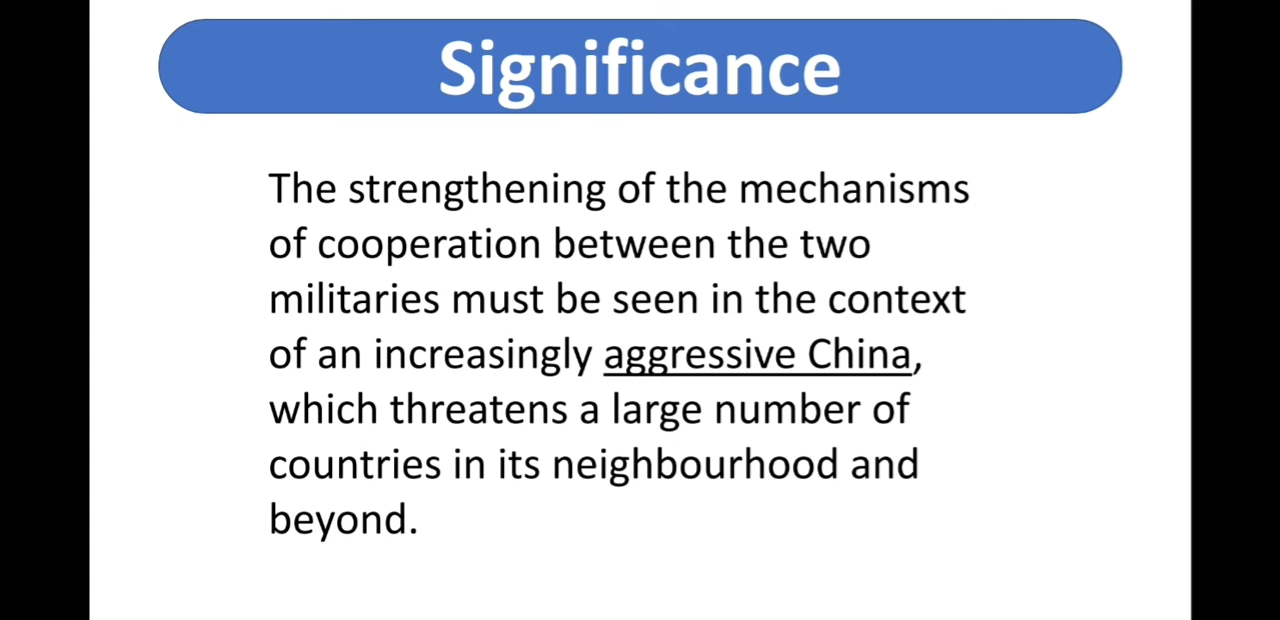 Significance
The strengthening of the mechanisms
of cooperation between the two
militaries must be seen in the context
of an increasingly aggressive China,
which threatens a large number of
countries in its neighbourhood and
beyond.